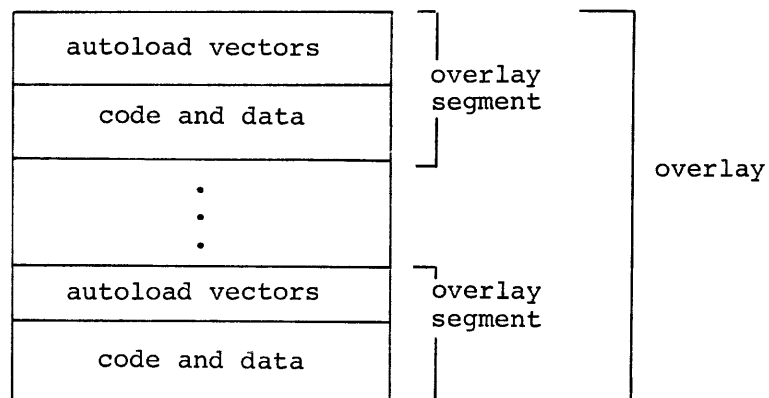 autoload vectors
overlay
segment
code and data
overlay
autoload vectors
overlay
segment
code and data